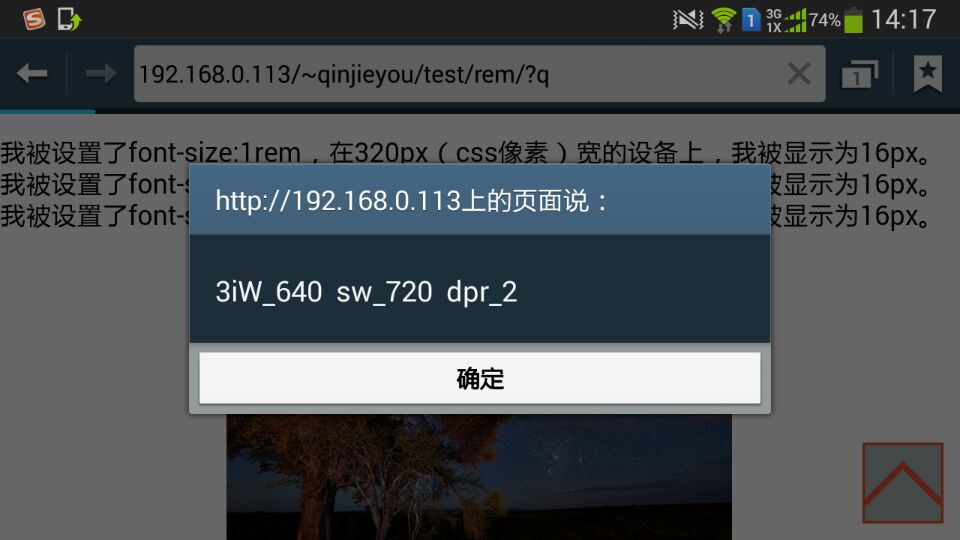 S
1
3G
1X
74%
14:17
192.168.0.113/~qinjieyou/test/rem/?q
1
我被设置了font-size:1rem，在320px（css像素）宽的设备上，我被显示为16px。
我被设置了font-s
被显示为16px。
我被设置了font-s
被显示为16px。
http://192.168.0.113上的页面说：
3iW_640 sw_720 dpr_2
确定